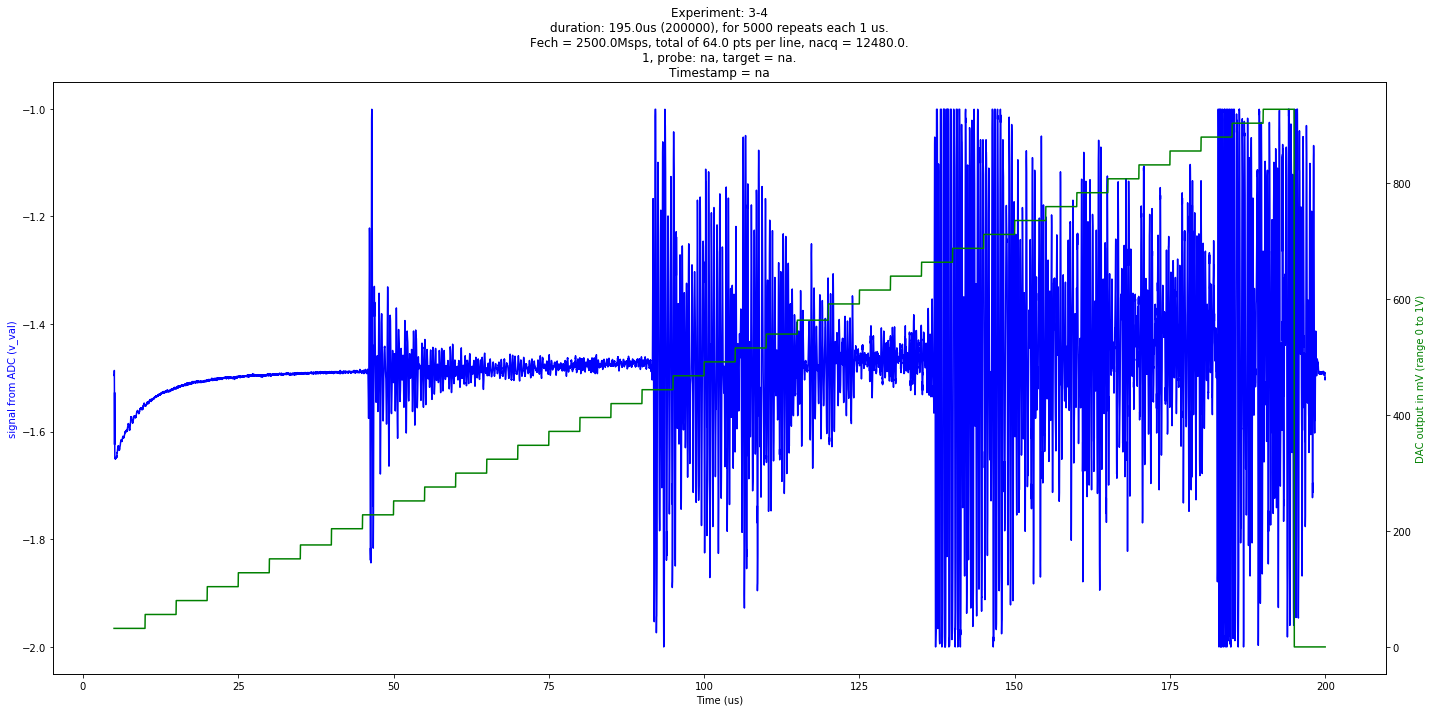 Experiment: 3-4
duration: 195.0us (200000), for 5000 repeats each 1 us.
Fech = 2500.0Msps, total of 64.0 pts per line, nacq = 12480.0.
1, probe: na, target = na.
Timestamp = na
−1.0
−1.2
−1.4
−1.6
−1.8
−2.0
signal from ADC (v_val)
800
600
400
200
0
DAC output in mV (range 0 to 1V)
0
25
50
75
100
125
150
175
200
Time (us)